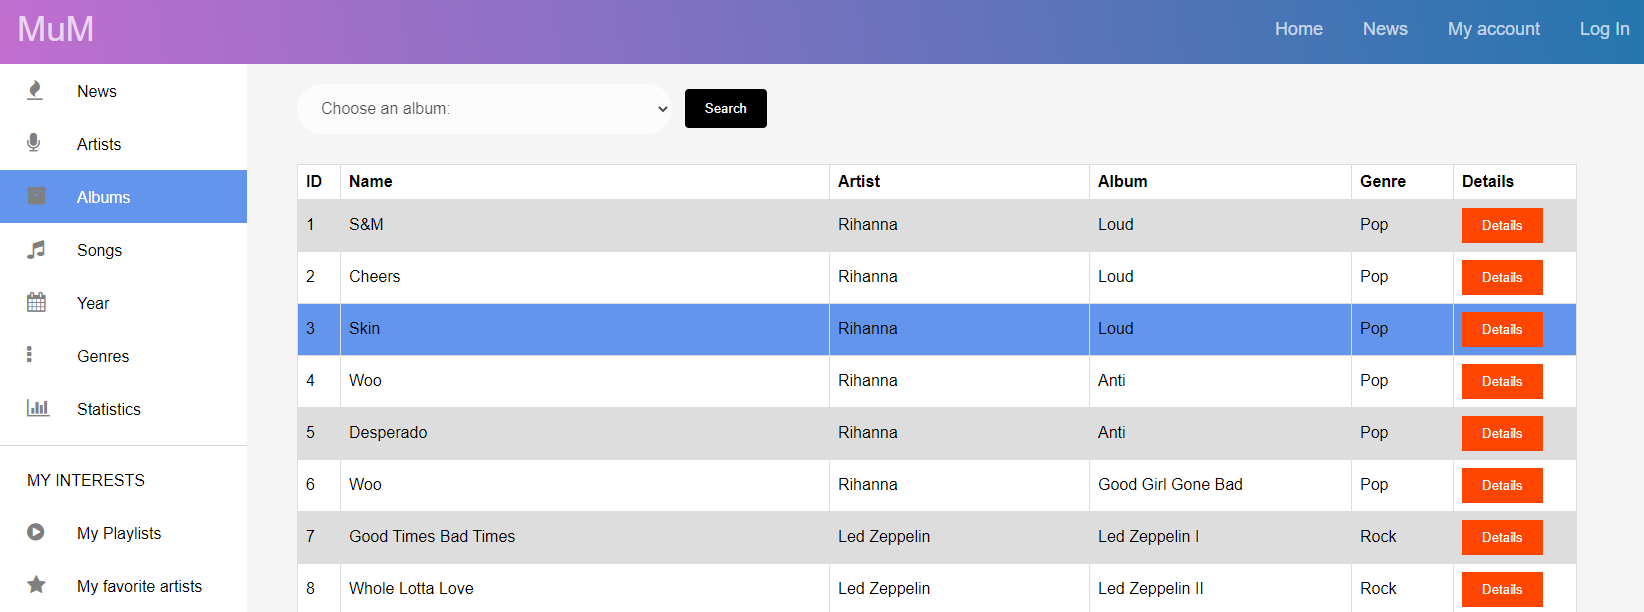 MuM
Home News My account Log In
News
Artists
Albums
Songs
Year
Genres
Statistics
MY INTERESTS
My Playlists
My favorite artists
Choose an album: Search
ID Name Artist Album Genre Details
1 S&M Rihanna Loud Pop Details
2 Cheers Rihanna Loud Pop Details
3 Skin Rihanna Loud Pop Details
4 Woo Rihanna Anti Pop Details
5 Desperado Rihanna Anti Pop Details
6 Woo Rihanna Good Girl Gone Bad Pop Details
7 Good Times Bad Times Led Zeppelin Led Zeppelin I Rock Details
8 Whole Lotta Love Led Zeppelin Led Zeppelin II Rock Details